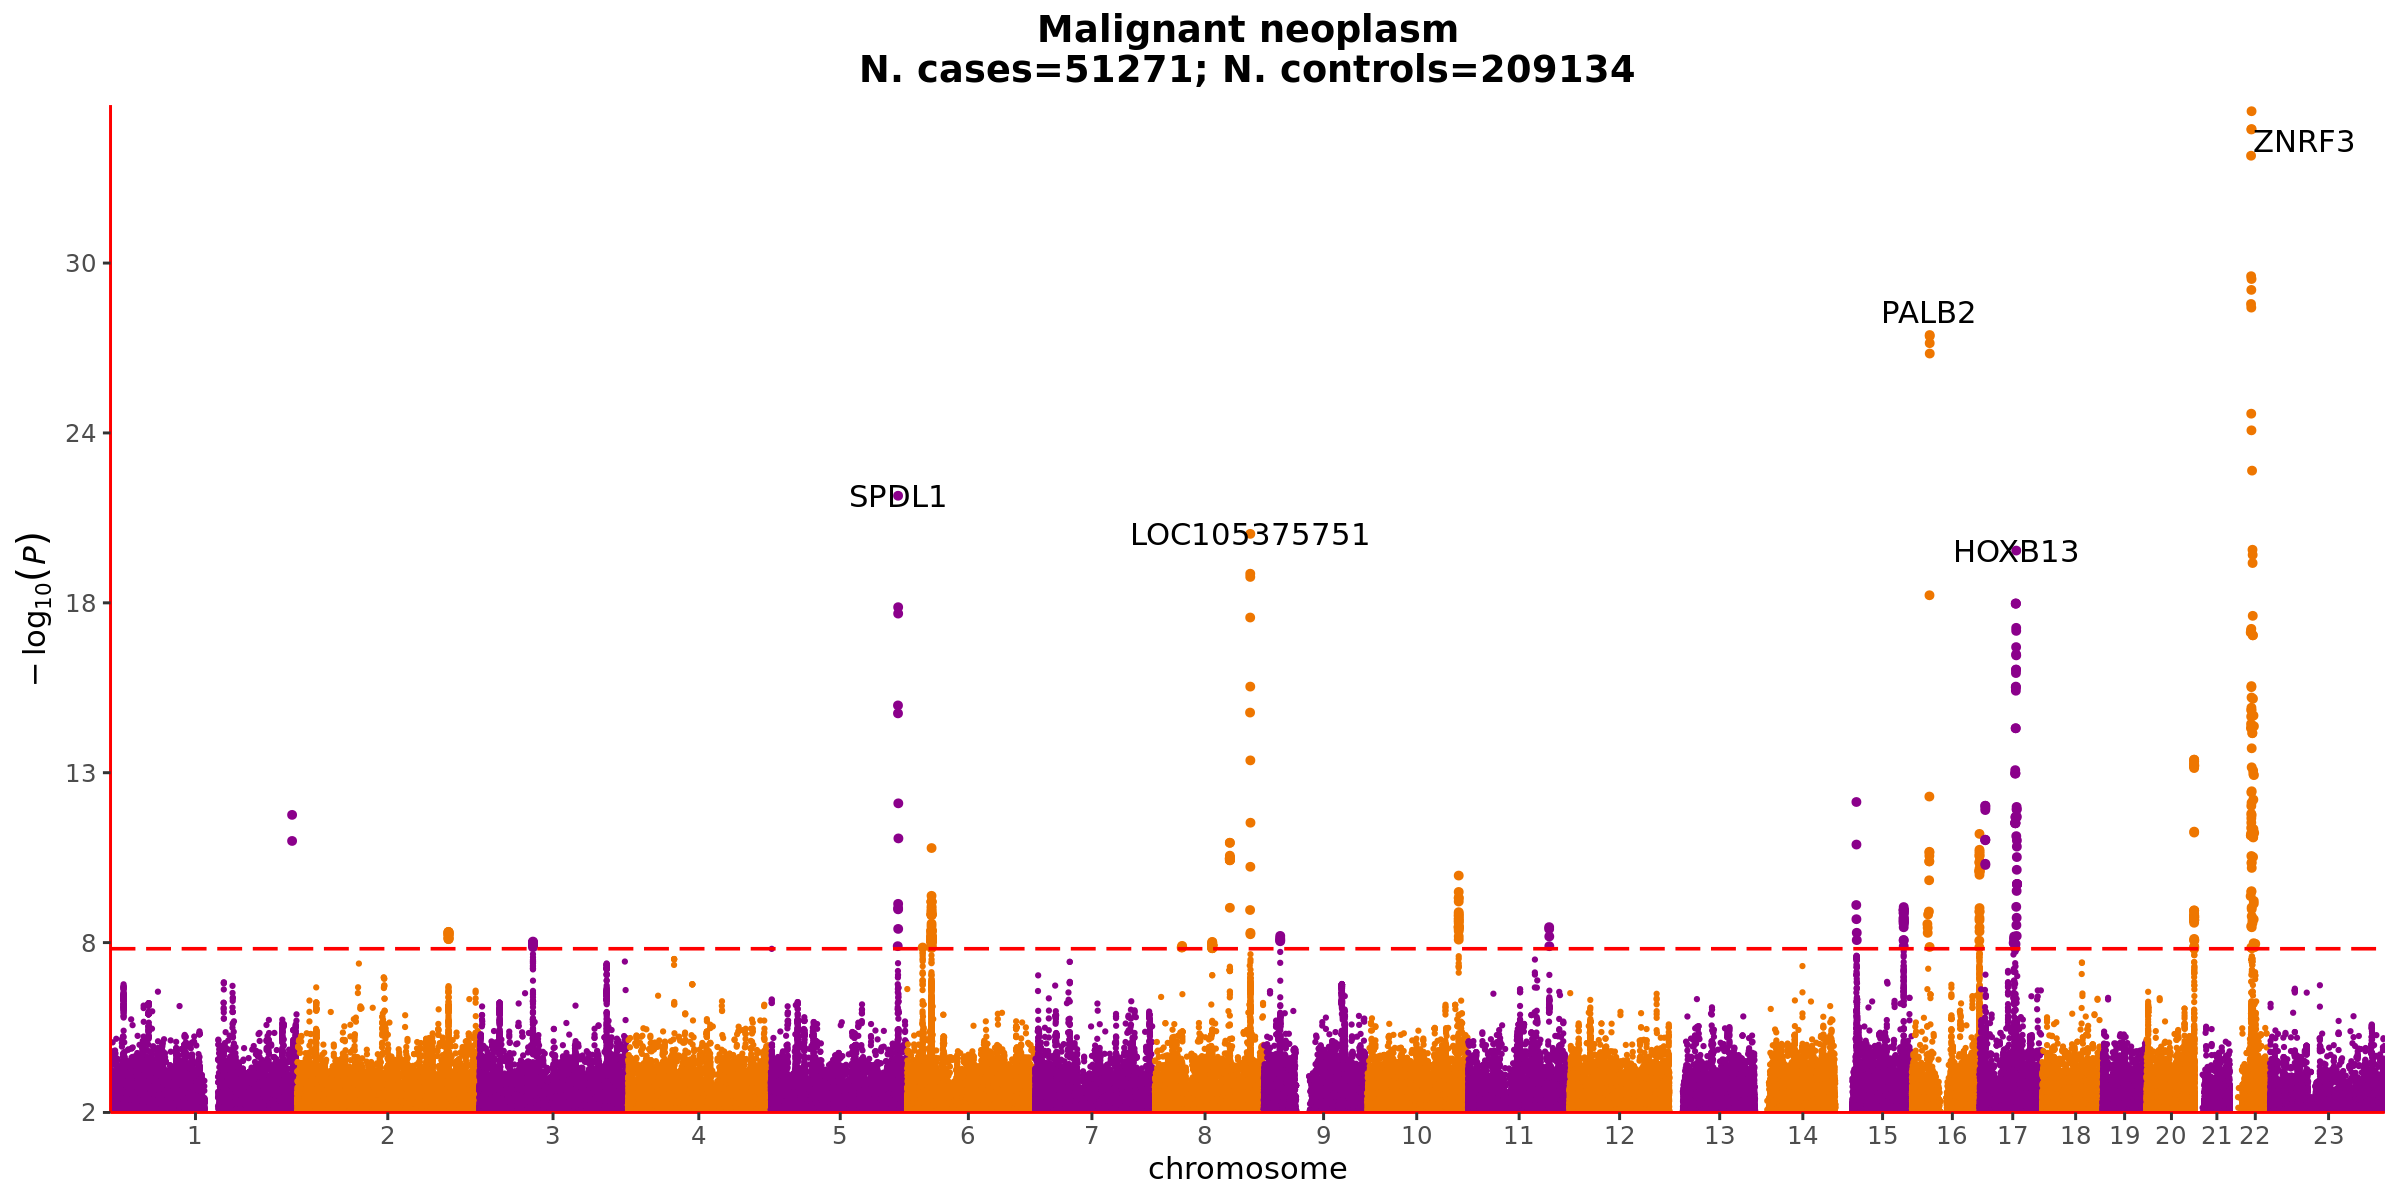 Malignant neoplasm
N. cases=51271; N. controls=209134
ZNRF3
30
PALB2
24
SPDL1
LOC105375751
HOXB13
− log10(P)
18
13
8
2
1 2 3 4 5 6 7 8 9 10 11 12 13 14 15 16 17 18 19 20 21 22 23
chromosome